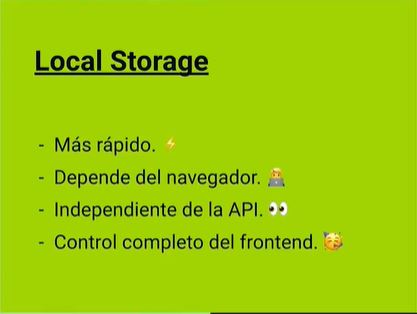 Local Storage
- Más rápido. ⚡
- Depende del navegador. 🧑‍💻
- Independiente de la API. 👀
- Control completo del frontend. 🥳